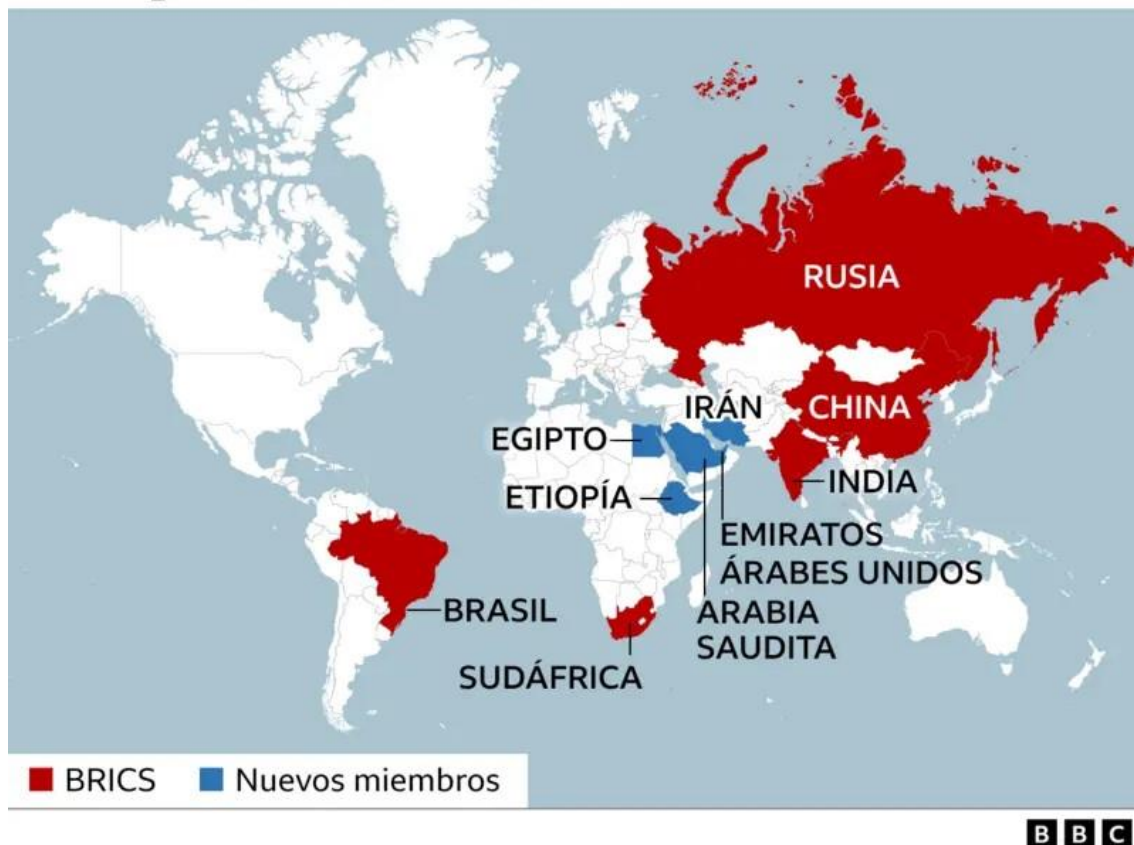 RUSIA
IRÁN
CHINA
EGIPTO
INDIA
ETIOPÍA
EMIRATOS
ÁRABES UNIDOS
BRASIL
ARABIA
SAUDITA
SUDÁFRICA
BRICS
Nuevos miembros
BBC